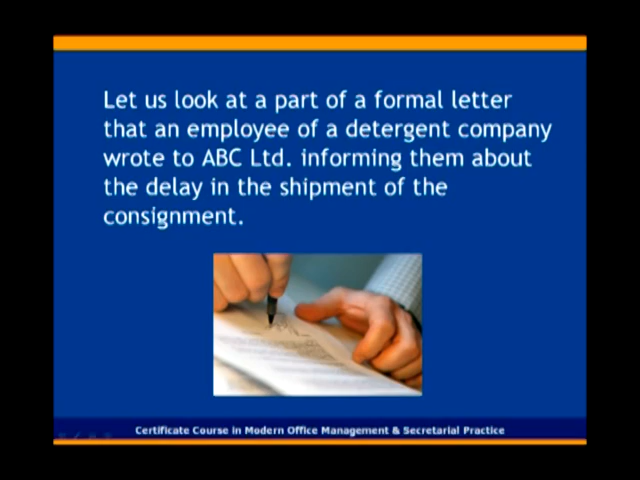 Let us look at a part of a formal letter
that an employee of a detergent company
wrote to ABC Ltd. informing them about
the delay in the shipment of the
consignment.
Certificate Course in Modern Office Management & Secretarial Practice